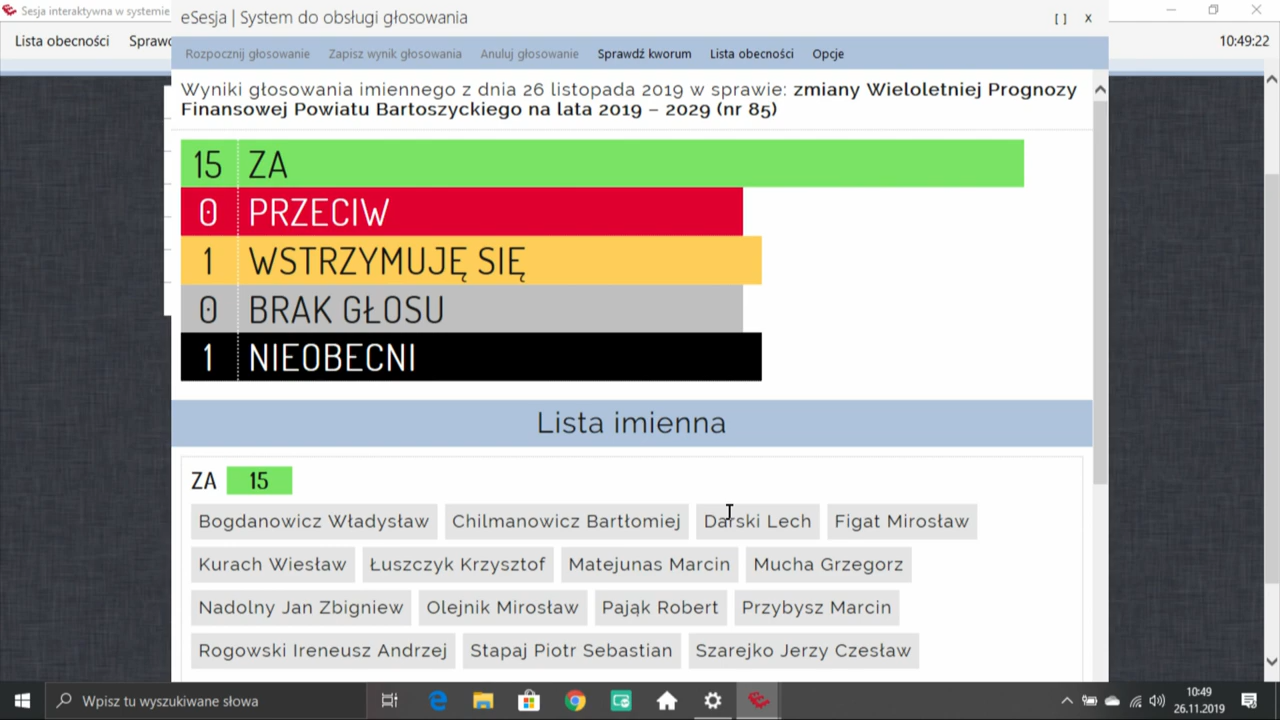 Sesja interaktywna w systemie
eSesja | System do obsługi głosowania
[ ] x
Lista obecności
10:49:22
Rozpocznij głosowanie Zapisz wynik głosowania Anuluj głosowanie Sprawdź kworum Lista obecności Opcje
Wyniki głosowania imiennego z dnia 26 listopada 2019 w sprawie: zmiany Wieloletniej Prognozy
Finansowej Powiatu Bartoszyckiego na lata 2019 – 2029 (nr 85)
15 ZA
0 PRZECIW
1 WSTRZYMUJĘ SIĘ
0 BRAK GŁOSU
1 NIEOBECNI
Lista imienna
ZA 15
Bogdanowicz Władysław Chilmanowicz Bartłomiej Darski Lech Figat Mirosław
Kurach Wiesław Łuszczyk Krzysztof Matejunas Marcin Mucha Grzegorz
Nadolny Jan Zbigniew Olejnik Mirosław Pająk Robert Przybysz Marcin
Rogowski Ireneusz Andrzej Stapaj Piotr Sebastian Szarejko Jerzy Czesław
Wpisz tu wyszukiwane słowa
10:49
26.11.2019